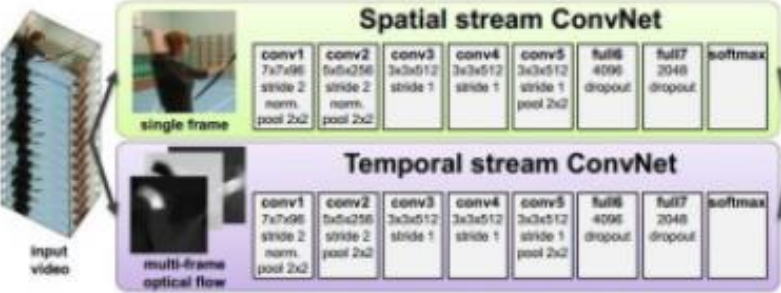 Spatial stream ConvNet
single frame
conv1
7x7x96
stride 2
norm.
pool 2x2
conv2
5x5x256
stride 2
norm.
pool 2x2
conv3
3x3x512
stride 1
conv4
3x3x512
stride 1
conv5
3x3x512
stride 1
pool 2x2
full6
4096
dropout
full7
2048
dropout
softmax
input
video
Temporal stream ConvNet
multi-frame
optical flow
conv1
7x7x96
stride 2
norm.
pool 2x2
conv2
5x5x256
stride 2
pool 2x2
conv3
3x3x512
stride 1
conv4
3x3x512
stride 1
conv5
3x3x512
stride 1
pool 2x2
full6
4096
dropout
full7
2048
dropout
softmax